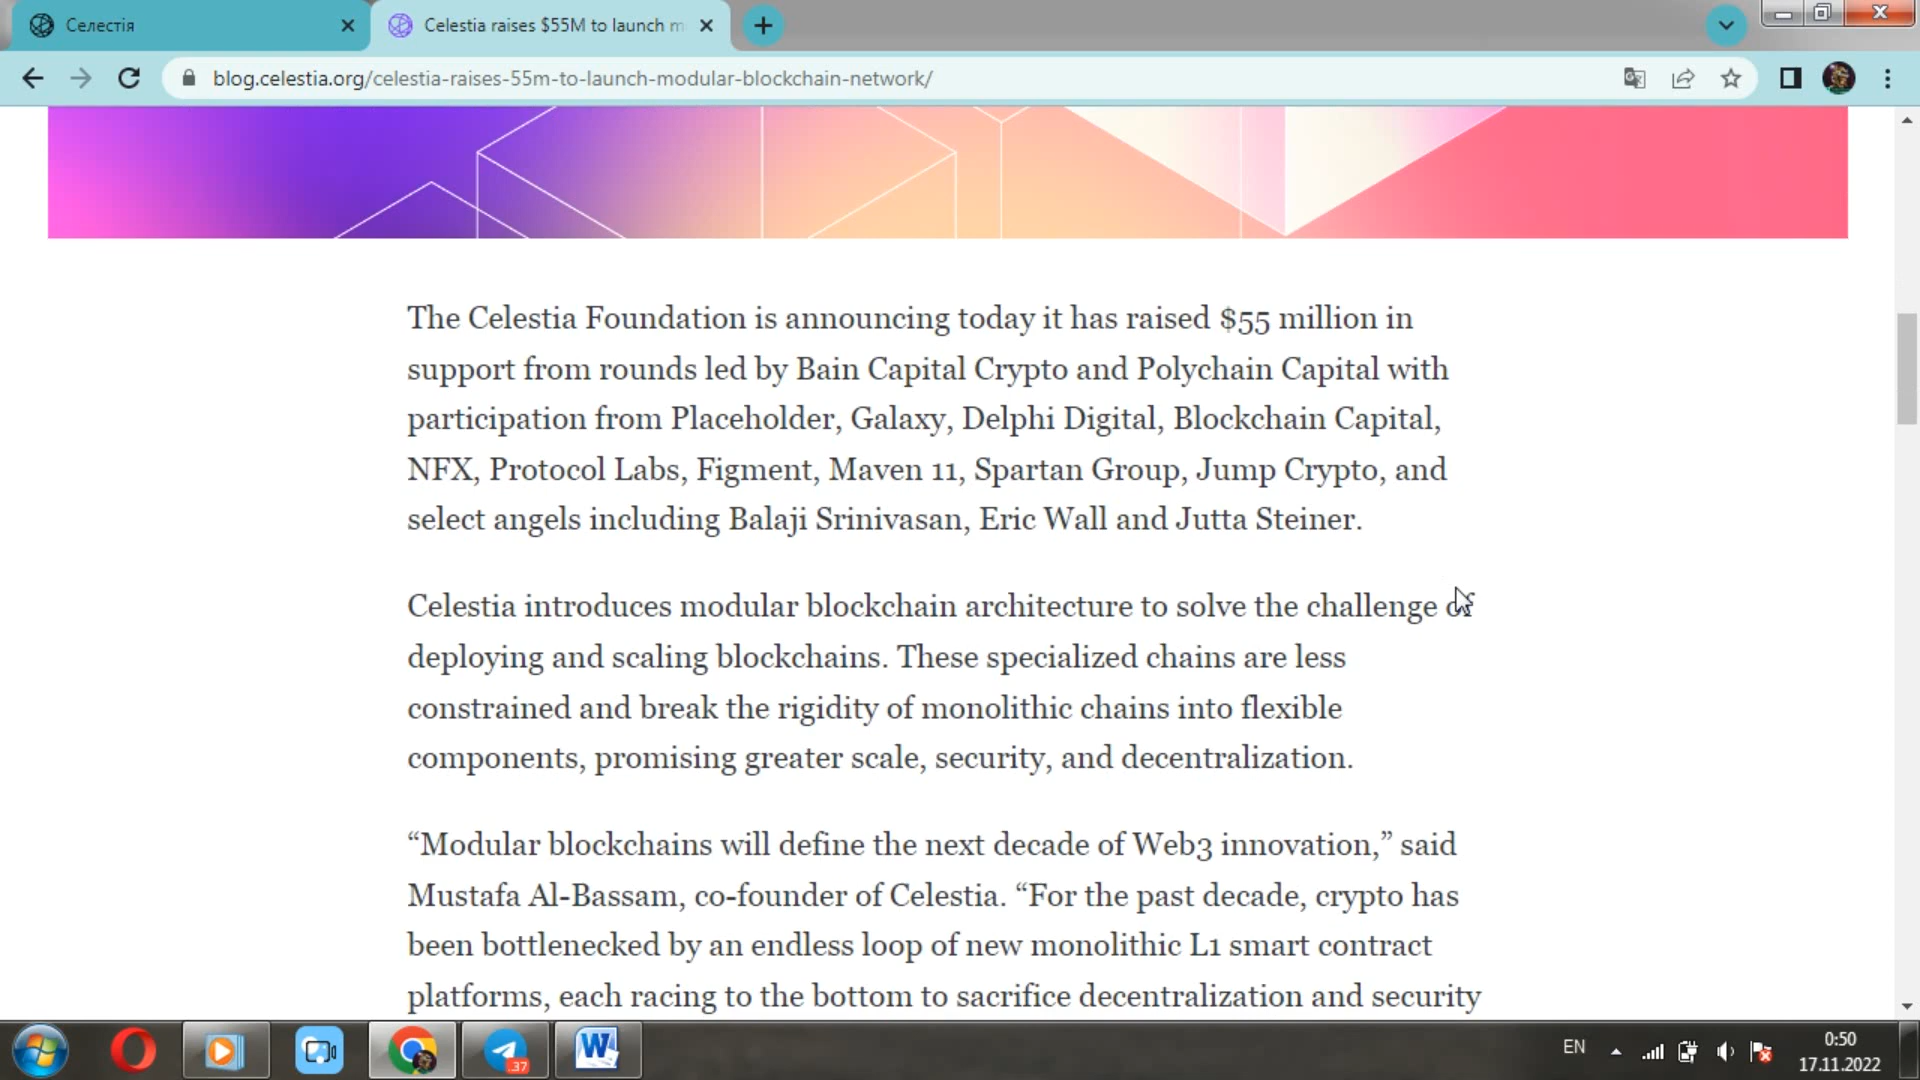 Селестія
Celestia raises $55M to launch m
blog.celestia.org/celestia-raises-55m-to-launch-modular-blockchain-network/
The Celestia Foundation is announcing today it has raised $55 million in
support from rounds led by Bain Capital Crypto and Polychain Capital with
participation from Placeholder, Galaxy, Delphi Digital, Blockchain Capital,
NFX, Protocol Labs, Figment, Maven 11, Spartan Group, Jump Crypto, and
select angels including Balaji Srinivasan, Eric Wall and Jutta Steiner.
Celestia introduces modular blockchain architecture to solve the challenge of
deploying and scaling blockchains. These specialized chains are less
constrained and break the rigidity of monolithic chains into flexible
components, promising greater scale, security, and decentralization.
“Modular blockchains will define the next decade of Web3 innovation,” said
Mustafa Al-Bassam, co-founder of Celestia. “For the past decade, crypto has
been bottlenecked by an endless loop of new monolithic L1 smart contract
platforms, each racing to the bottom to sacrifice decentralization and security
37
W
EN
0:50
17.11.2022